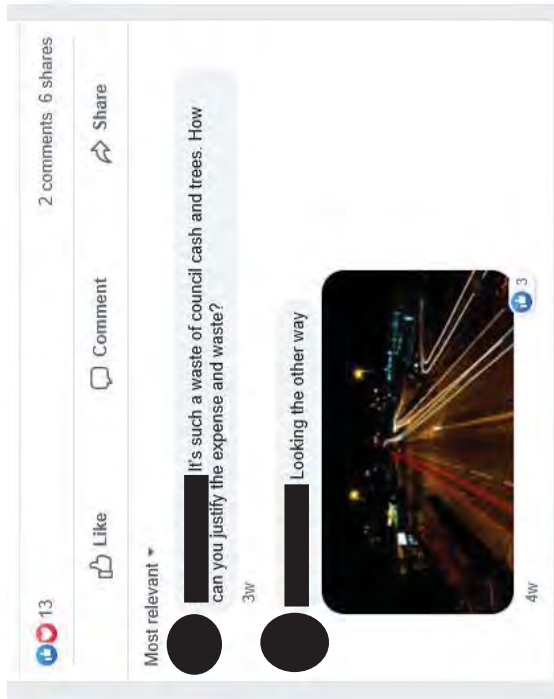 13
2 comments 6 shares
Like
Comment
Share
Most relevant
It's such a waste of council cash and trees. How
can you justify the expense and waste?
3w
Looking the other way
3
4w